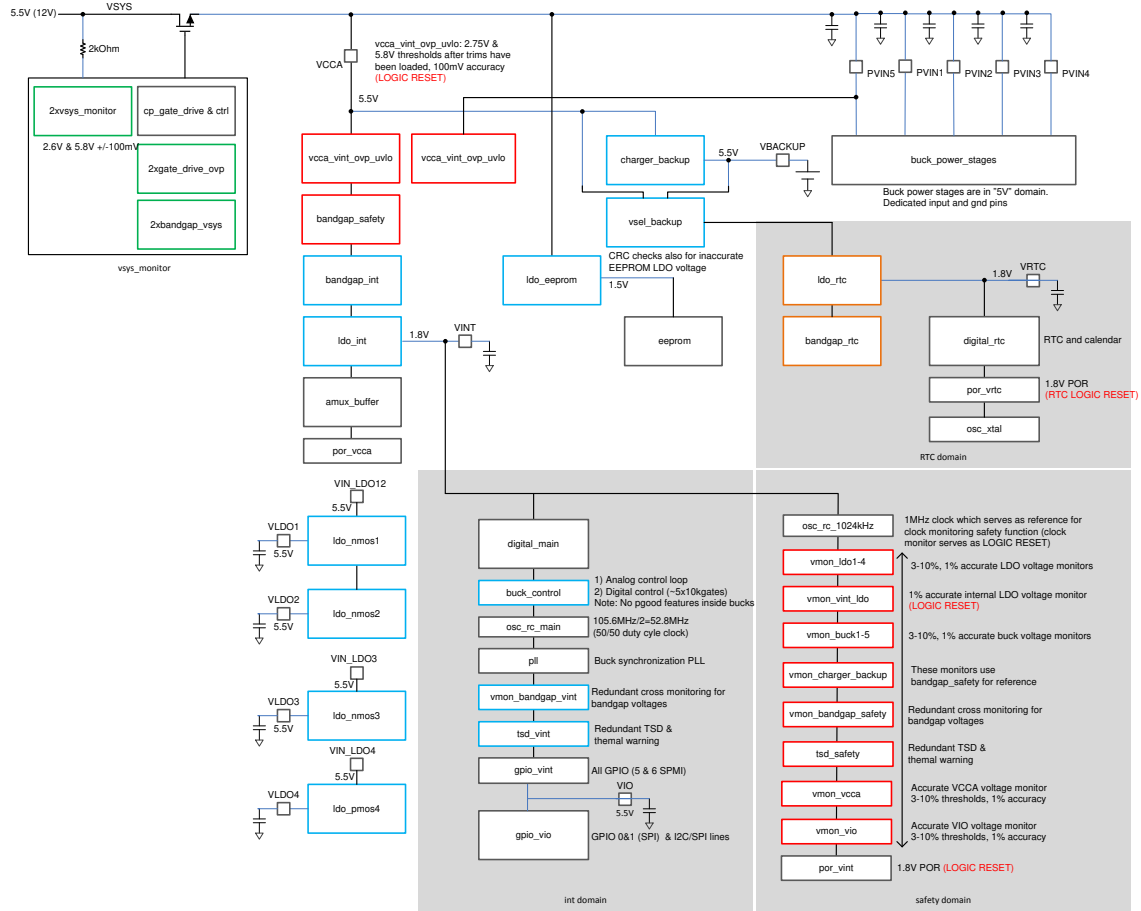 5.5V (12V)
VSYS
2kOhm
2xvsys_monitor
cp_gate_drive & ctrl
2.6V & 5.8V +/-100mV
2xgate_drive_ovp
2xbandgap_vsys
vsys_monitor
VCCA
vcca_vint_ovp_uvlo: 2.75V &
5.8V thresholds after trims have
been loaded, 100mV accuracy
(LOGIC RESET)
5.5V
vcca_vint_ovp_uvlo
vcca_vint_ovp_uvlo
bandgap_safety
bandgap_int
ldo_int
1.8V
VINT
amux_buffer
por_vcca
charger_backup
5.5V
VBACKUP
vsel_backup
CRC checks also for inaccurate
EEPROM LDO voltage
ldo_eeprom
1.5V
eeprom
PVIN5
PVIN1
PVIN2
PVIN3
PVIN4
buck_power_stages
Buck power stages are in "5V" domain.
Dedicated input and gnd pins
ldo_rtc
1.8V
VRTC
bandgap_rtc
digital_rtc
RTC and calendar
por_vrtc
1.8V POR
(RTC LOGIC RESET)
osc_xtal
RTC domain
VIN_LDO12
5.5V
VLDO1
5.5V
ldo_nmos1
VLDO2
5.5V
ldo_nmos2
VIN_LDO3
5.5V
VLDO3
5.5V
ldo_nmos3
VIN_LDO4
5.5V
VLDO4
ldo_pmos4
digital_main
buck_control
1) Analog control loop
2) Digital control (~5x10kgates)
Note: No pgood features inside bucks
osc_rc_main
105.6MHz/2=52.8MHz
(50/50 duty cyle clock)
pll
Buck synchronization PLL
vmon_bandgap_vint
Redundant cross monitoring for
bandgap voltages
tsd_vint
Redundant TSD &
themal warning
gpio_vint
All GPIO (5 & 6 SPMI)
VIO
5.5V
gpio_vio
GPIO 0&1 (SPI)  & I2C/SPI lines
int domain
osc_rc_1024kHz
1MHz clock which serves as reference for
clock monitoring safety function (clock
monitor serves as LOGIC RESET)
vmon_ldo1-4
3-10%, 1% accurate LDO voltage monitors
vmon_vint_ldo
1% accurate internal LDO voltage monitor
(LOGIC RESET)
vmon_buck1-5
3-10%, 1% accurate buck voltage monitors
vmon_charger_backup
These monitors use
bandgap_safety for reference
vmon_bandgap_safety
Redundant cross monitoring for
bandgap voltages
tsd_safety
Redundant TSD &
themal warning
vmon_vcca
Accurate VCCA voltage monitor
3-10% thresholds, 1% accuracy
vmon_vio
Accurate VIO voltage monitor
3-10% thresholds, 1% accuracy
por_vint
1.8V POR (LOGIC RESET)
safety domain